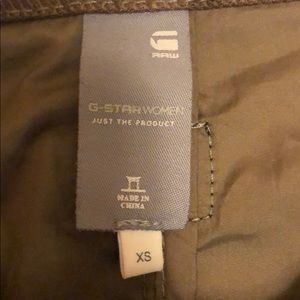 RAW
G-STAR WOMEN
JUST THE PRODUCT
MADE IN
CHINA
XS